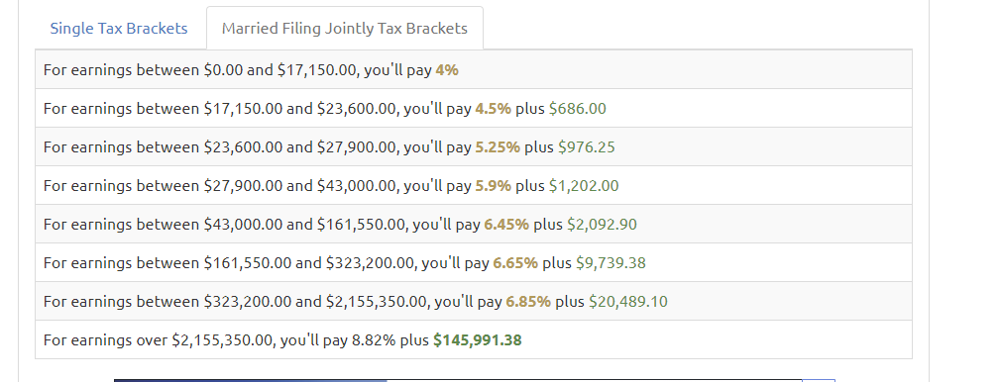 Single Tax Brackets
Married Filing Jointly Tax Brackets
For earnings between $0.00 and $17,150.00, you'll pay 4%
For earnings between $17,150.00 and $23,600.00, you'll pay 4.5% plus $686.00
For earnings between $23,600.00 and $27,900.00, you'll pay 5.25% plus $976.25
For earnings between $27,900.00 and $43,000.00, you'll pay 5.9% plus $1,202.00
For earnings between $43,000.00 and $161,550.00, you'll pay 6.45% plus $2,092.90
For earnings between $161,550.00 and $323,200.00, you'll pay 6.65% plus $9,739.38
For earnings between $323,200.00 and $2,155,350.00, you'll pay 6.85% plus $20,489.10
For earnings over $2,155,350.00, you'll pay 8.82% plus $145,991.38